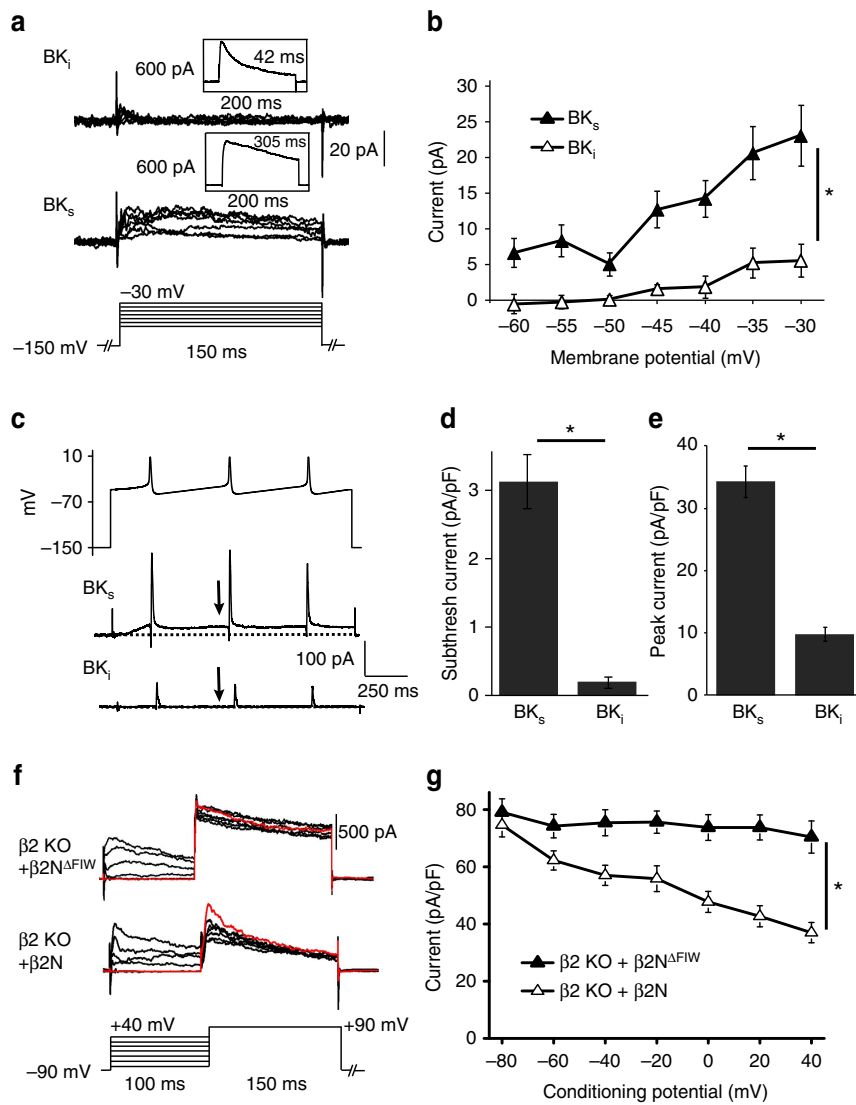 a
BKi
600 pA
42 ms
200 ms
20 pA
600 pA
305 ms
200 ms
BKs
–30 mV
–150 mV
150 ms
b
30
25
20
15
10
5
0
Current (pA)
BKs
BKi
*
–60 –55 –50 –45 –40 –35 –30
Membrane potential (mV)
c
10
–70
–150
mV
BKs
100 pA
250 ms
BKi
d
*
3
2
1
0
Subthresh current (pA/pF)
BKs BKi
e
*
40
30
20
10
0
Peak current (pA/pF)
BKs BKi
f
β2 KO
+β2NΔFIW
500 pA
β2 KO
+β2N
+40 mV
+90 mV
–90 mV
100 ms
150 ms
g
80
60
40
20
0
Current (pA/pF)
*
β2 KO + β2NΔFIW
β2 KO + β2N
–80 –60 –40 –20 0 20 40
Conditioning potential (mV)